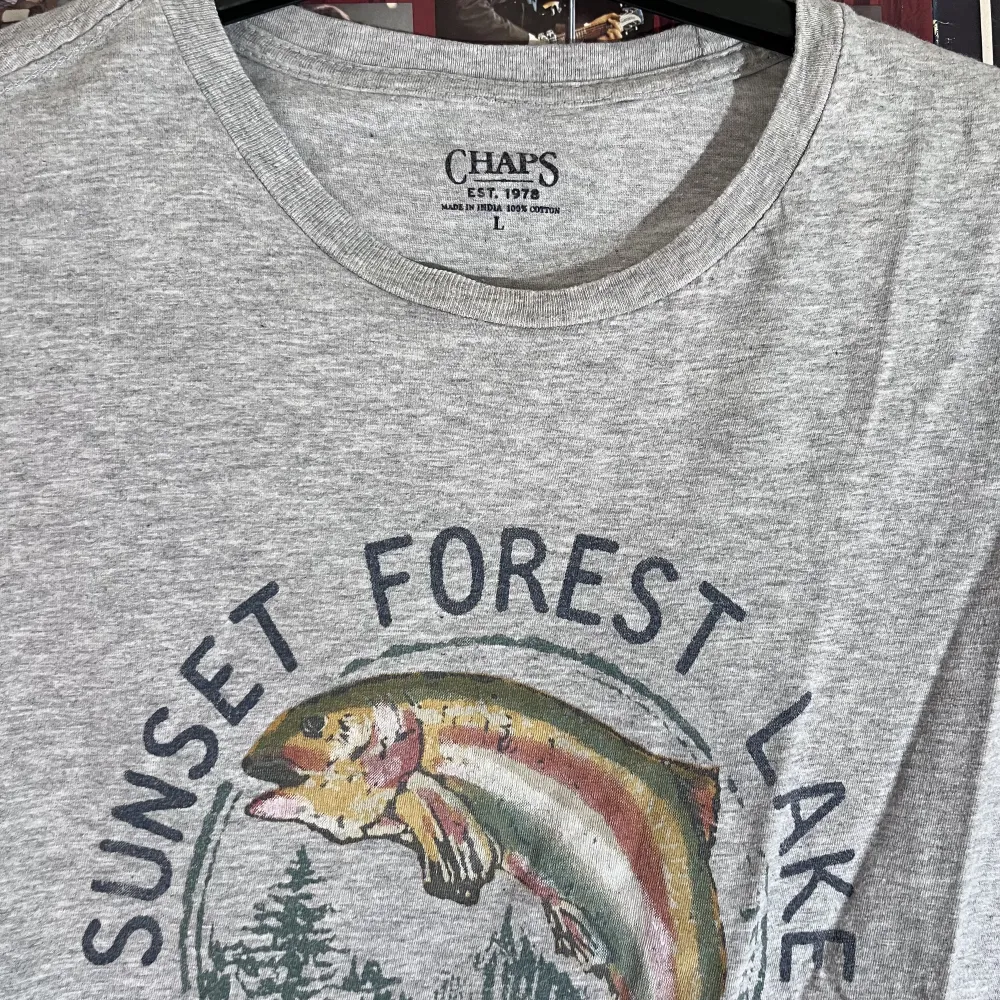 CHAPS
EST. 1978
MADE IN INDIA 100% COTTON
L
SUNSET FOREST LAKE